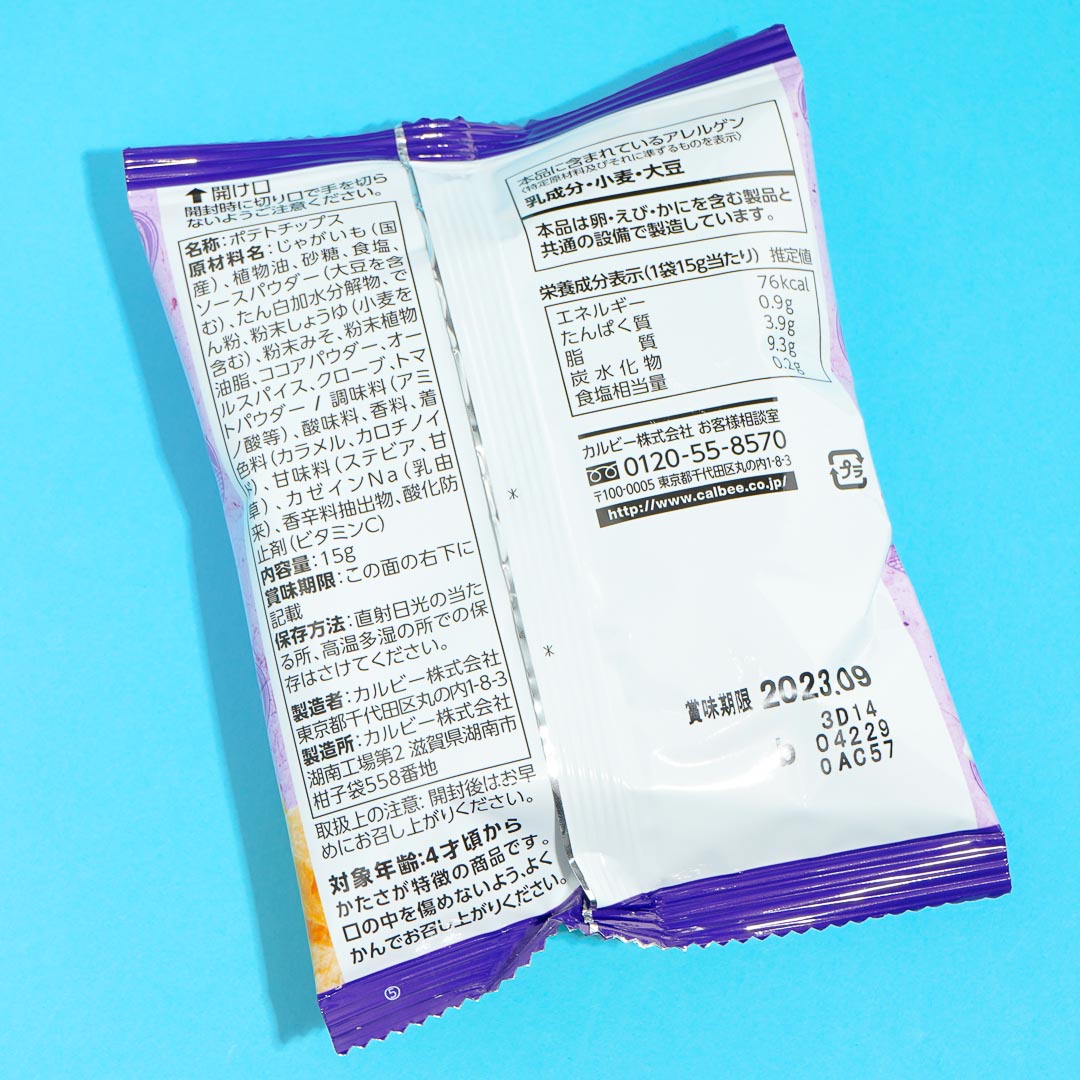 開け口
開封時に切り口で手を切ら
ないようご注意ください。
名称:ポテトチップス
原材料名:じゃがいも(国
産)、植物油、砂糖、食塩、
ソースパウダー(大豆を含
む)、たん白加水分解物、で
ん粉、粉末しょうゆ(小麦を
含む)、粉末みそ、粉末植物
油脂、ココアパウダー、オー
ルスパイス、クローブ、トマ
トパウダー / 調味料(アミ
ノ酸等)、酸味料、香料、着
色料(カラメル、カロチノイ
ド)、甘味料(ステビア、甘
草)、カゼインNa(乳由
来)、香辛料抽出物、酸化防
止剤(ビタミンC)
内容量:15g
賞味期限:この面の右下に
記載
保存方法:直射日光の当た
る所、高温多湿の所での保
存はさけてください。
製造者:カルビー株式会社
東京都千代田区丸の内1-8-3
製造所:カルビー株式会社
湖南工場第2 滋賀県湖南市
柑子袋558番地
取扱上の注意:開封後はお早
めにお召し上がりください。
対象年齢:4才頃から
かたさが特徴の商品です。
口の中を傷めないよう、よく
かんでお召し上がりください。
⑤
本品に含まれているアレルゲン
(特定原材料及びそれに準ずるものを表示)
乳成分・小麦・大豆
本品は卵・えび・かにを含む製品と
共通の設備で製造しています。
栄養成分表示(1袋15g当たり) 推定値
エネルギー 76kcal
たんぱく質 0.9g
脂質 3.9g
炭水化物 9.3g
食塩相当量 0.2g
カルビー株式会社 お客様相談室
0120-55-8570
〒100-0005 東京都千代田区丸の内1-8-3
http://www.calbee.co.jp/
プラ
賞味期限 2023.09
3D14
b 04229
0AC57